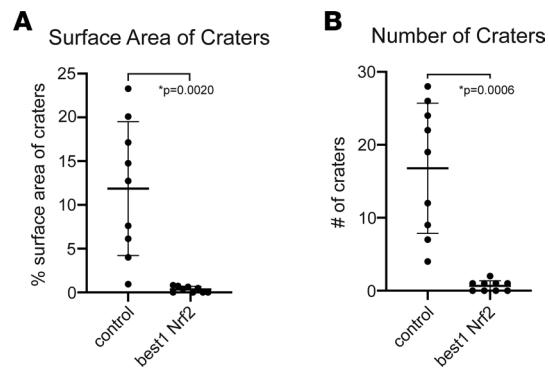 A
Surface Area of Craters
% surface area of craters
25
20
15
10
5
0
*p=0.0020
control
best1 Nrf2
B
Number of Craters
# of craters
30
20
10
0
*p=0.0006
control
best1 Nrf2